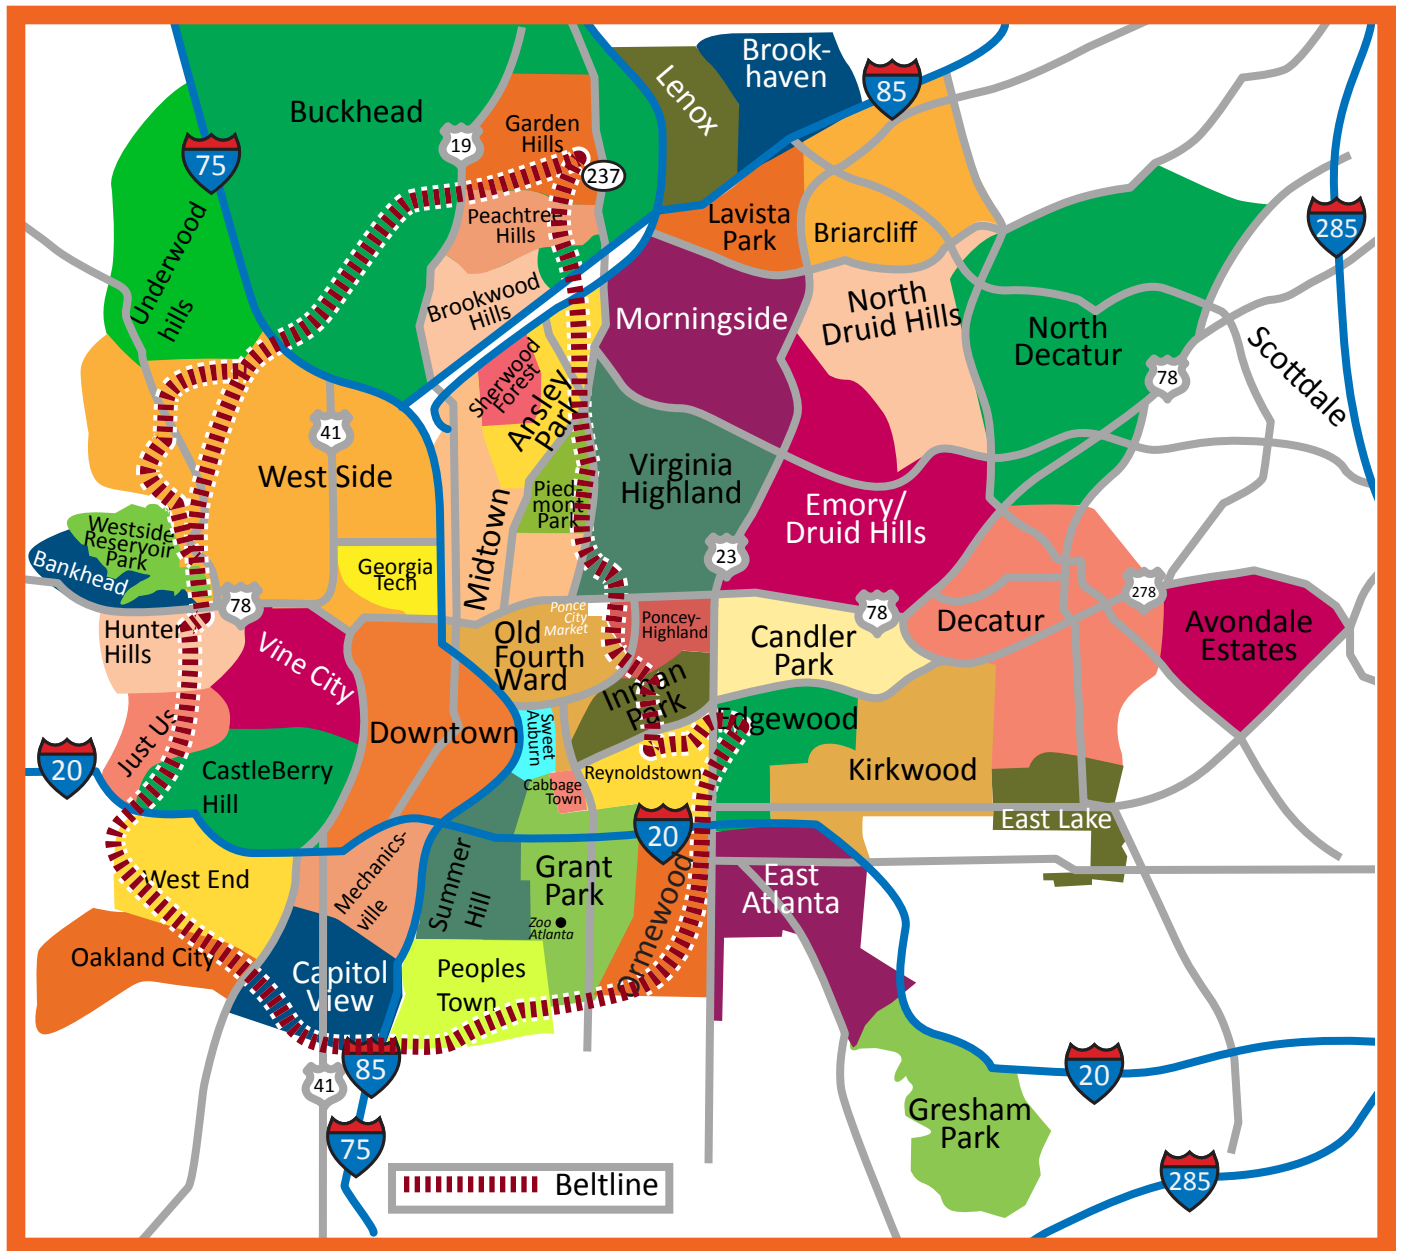 Buckhead
Brook-
haven
Lenox
85
75
19
Garden
Hills
237
285
Underwood
hills
Peachtree
Hills
Lavista
Park
Briarcliff
Brookwood
Hills
Morningside
North
Druid Hills
North
Decatur
Scottdale
78
Sherwood
Forest
Ansley
Park
41
West Side
Virginia
Highland
Pied-
mont
Park
Midtown
Emory/
Druid Hills
Westside
Reservoir
Park
Bankhead
Georgia
Tech
23
78
78
278
Hunter
Hills
Vine City
Old
Fourth
Ward
Ponce
City
Market
Poncey-
Highland
Candler
Park
Decatur
Avondale
Estates
Inman
Park
Just Us
Downtown
Sweet
Auburn
Edgewood
20
CastleBerry
Hill
Reynoldstown
Cabbage
Town
Kirkwood
East Lake
20
West End
Mechanics-
ville
Summer
Hill
Grant
Park
Zoo
Atlanta
Ormewood
East
Atlanta
Oakland City
Capitol
View
Peoples
Town
85
41
75
20
Gresham
Park
285
Beltline